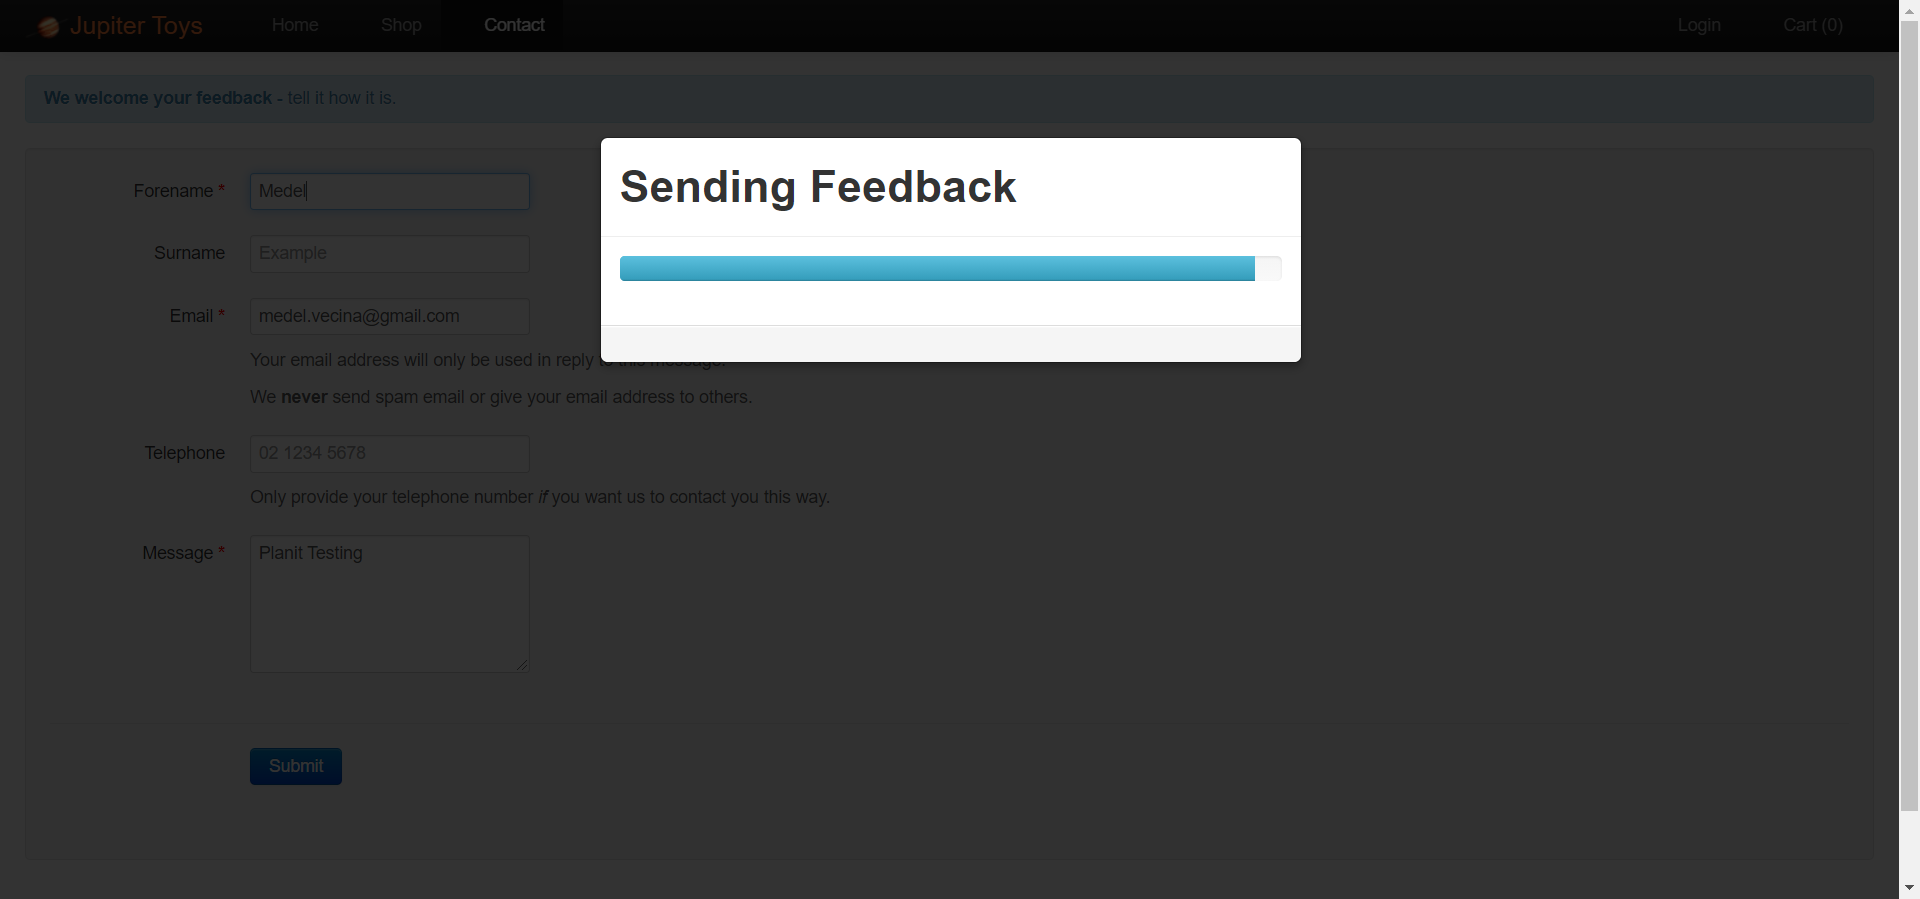 Jupiter Toys Home Shop Contact Login Cart (0)
We welcome your feedback - tell it how it is.
Sending Feedback
Forename * Medel
Surname Example
Email * medel.vecina@gmail.com
Your email address will only be used in reply to this message.
We never send spam email or give your email address to others.
Telephone 02 1234 5678
Only provide your telephone number if you want us to contact you this way.
Message * Planit Testing
Submit